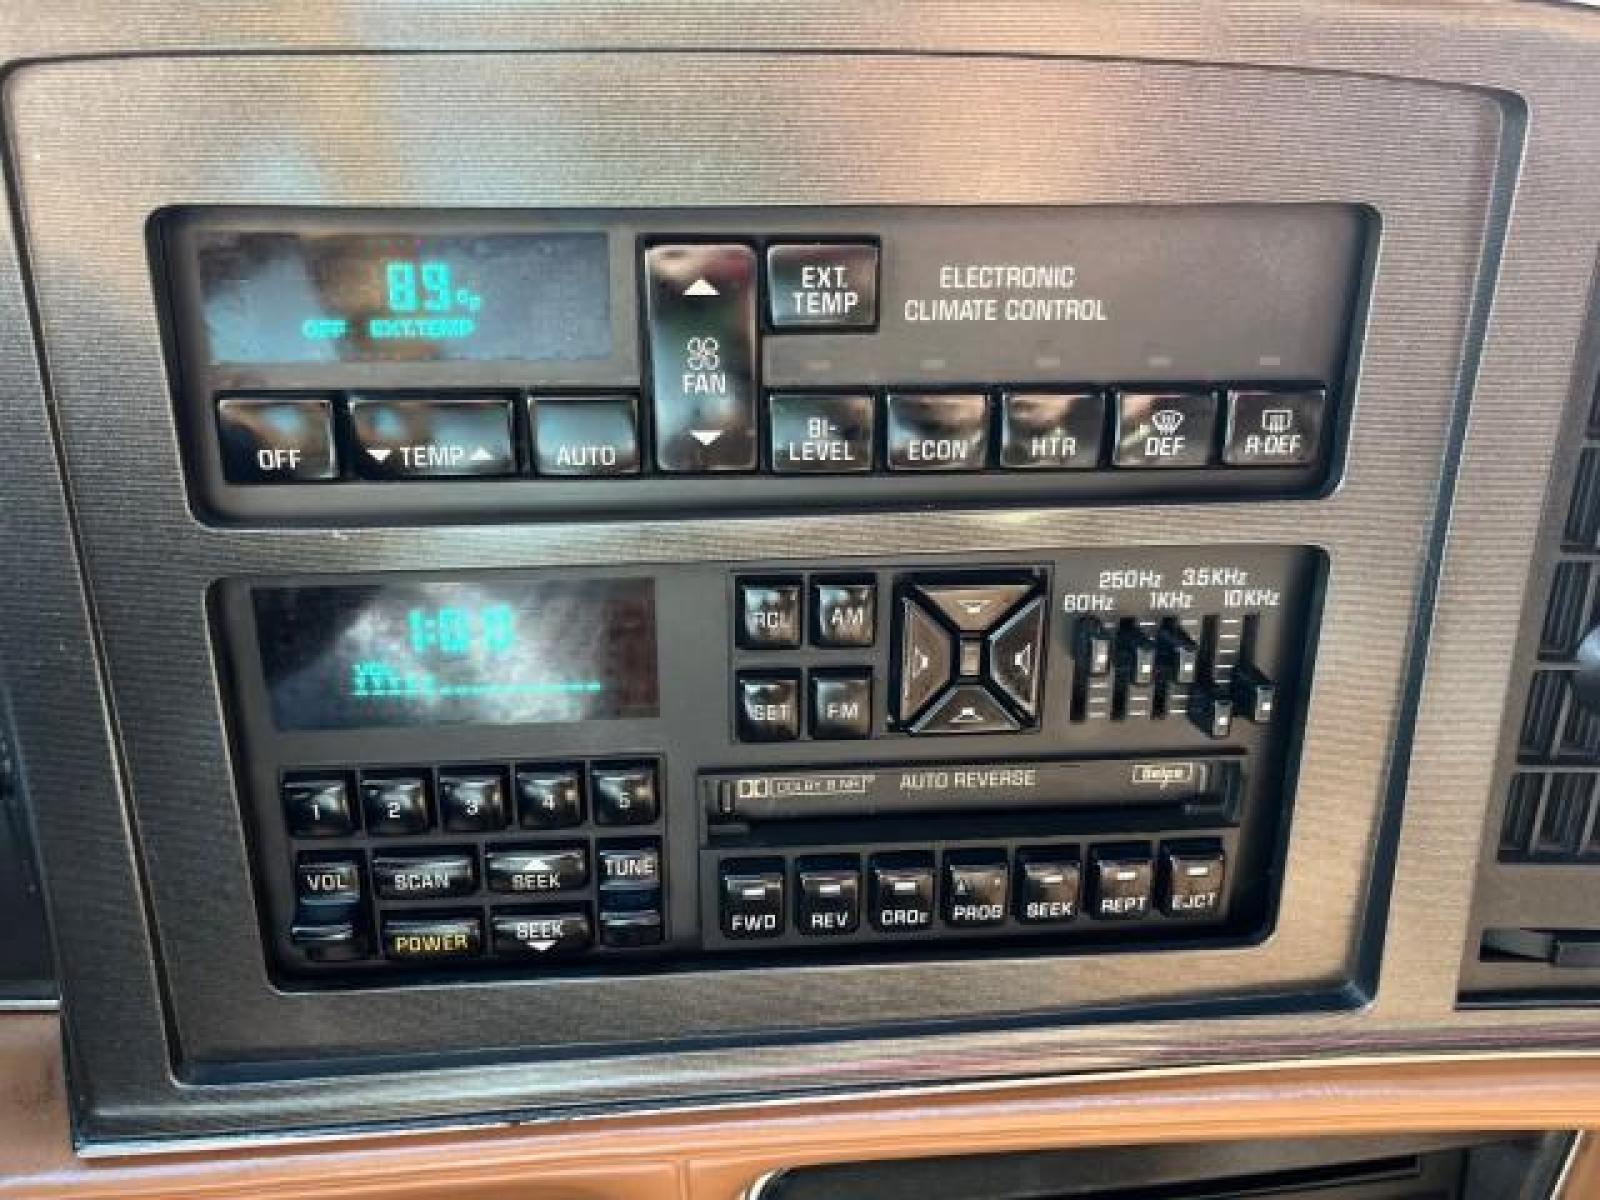 89°F
OFF EXT.TEMP
EXT.
TEMP
ELECTRONIC
CLIMATE CONTROL
FAN
OFF
TEMP
AUTO
BI-
LEVEL
ECON
HTR
DEF
R-DEF
VOL
RCL
AM
SET
FM
250Hz 3.5KHz
60Hz 1KHz 10KHz
DOLBY B NR
AUTO REVERSE
1
2
3
4
5
VOL
SCAN
SEEK
TUNE
POWER
SEEK
FWD
REV
CRO2
PROG
SEEK
REPT
EJCT